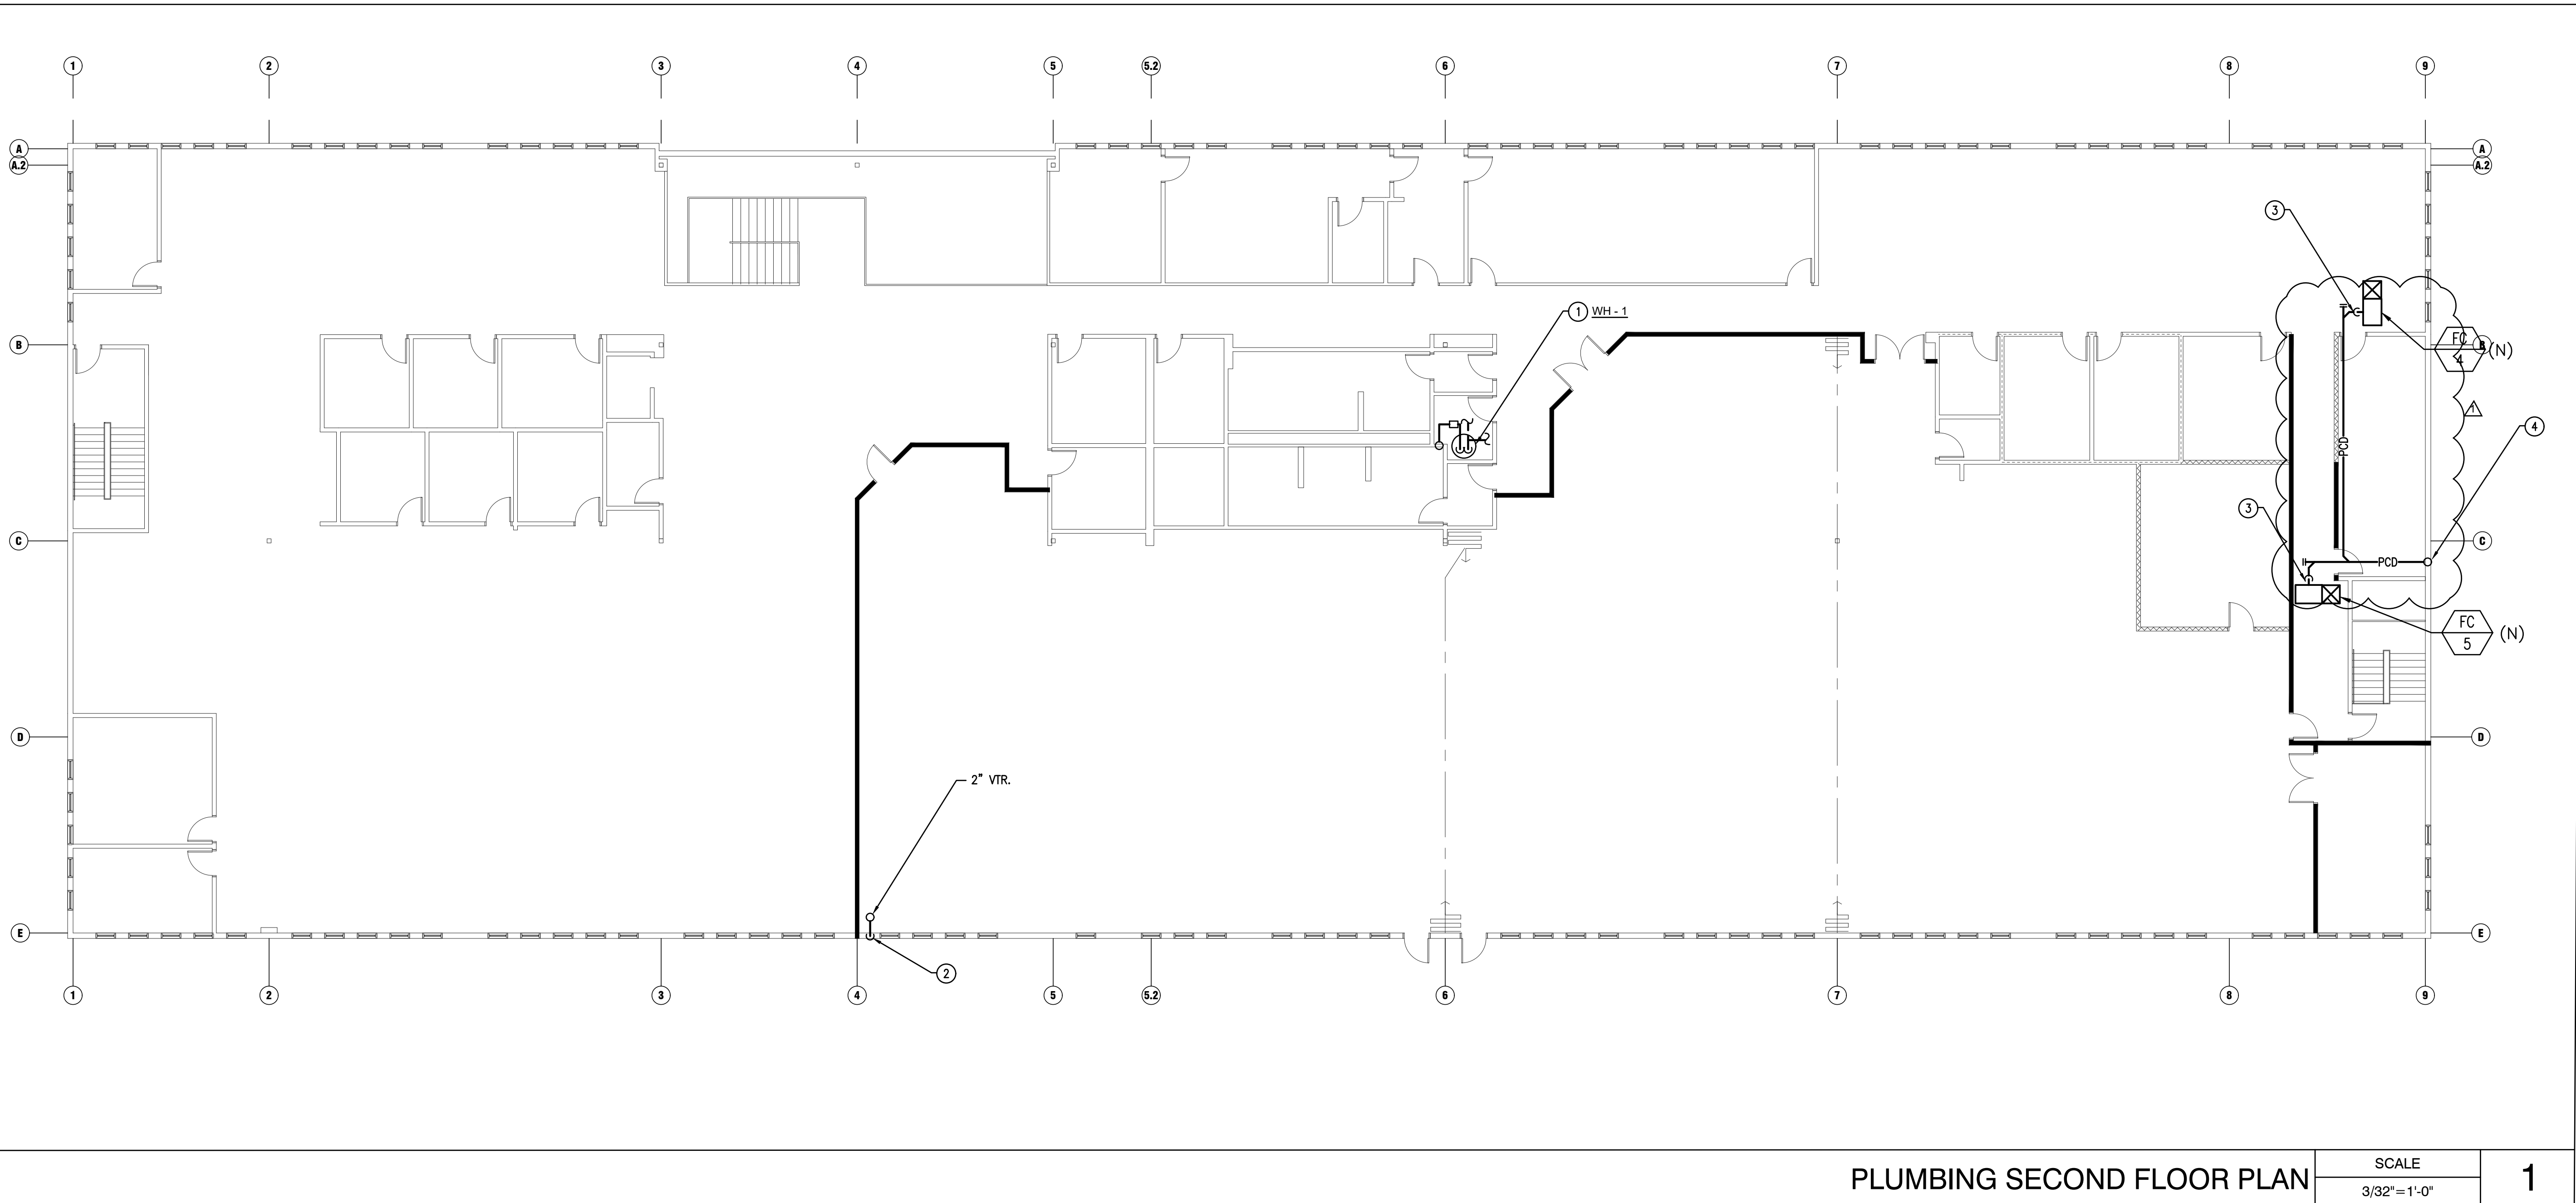 1 2 3 4 5 5.2 6 7 8 9
A A
A.2 A.2
3
1 WH - 1
B B
FC
4 (N)
1
4
PCD
3
C C
PCD
FC
5 (N)
D D
2" VTR.
E E
2
1 2 3 4 5 5.2 6 7 8 9
PLUMBING SECOND FLOOR PLAN
SCALE
3/32"=1'-0"
1